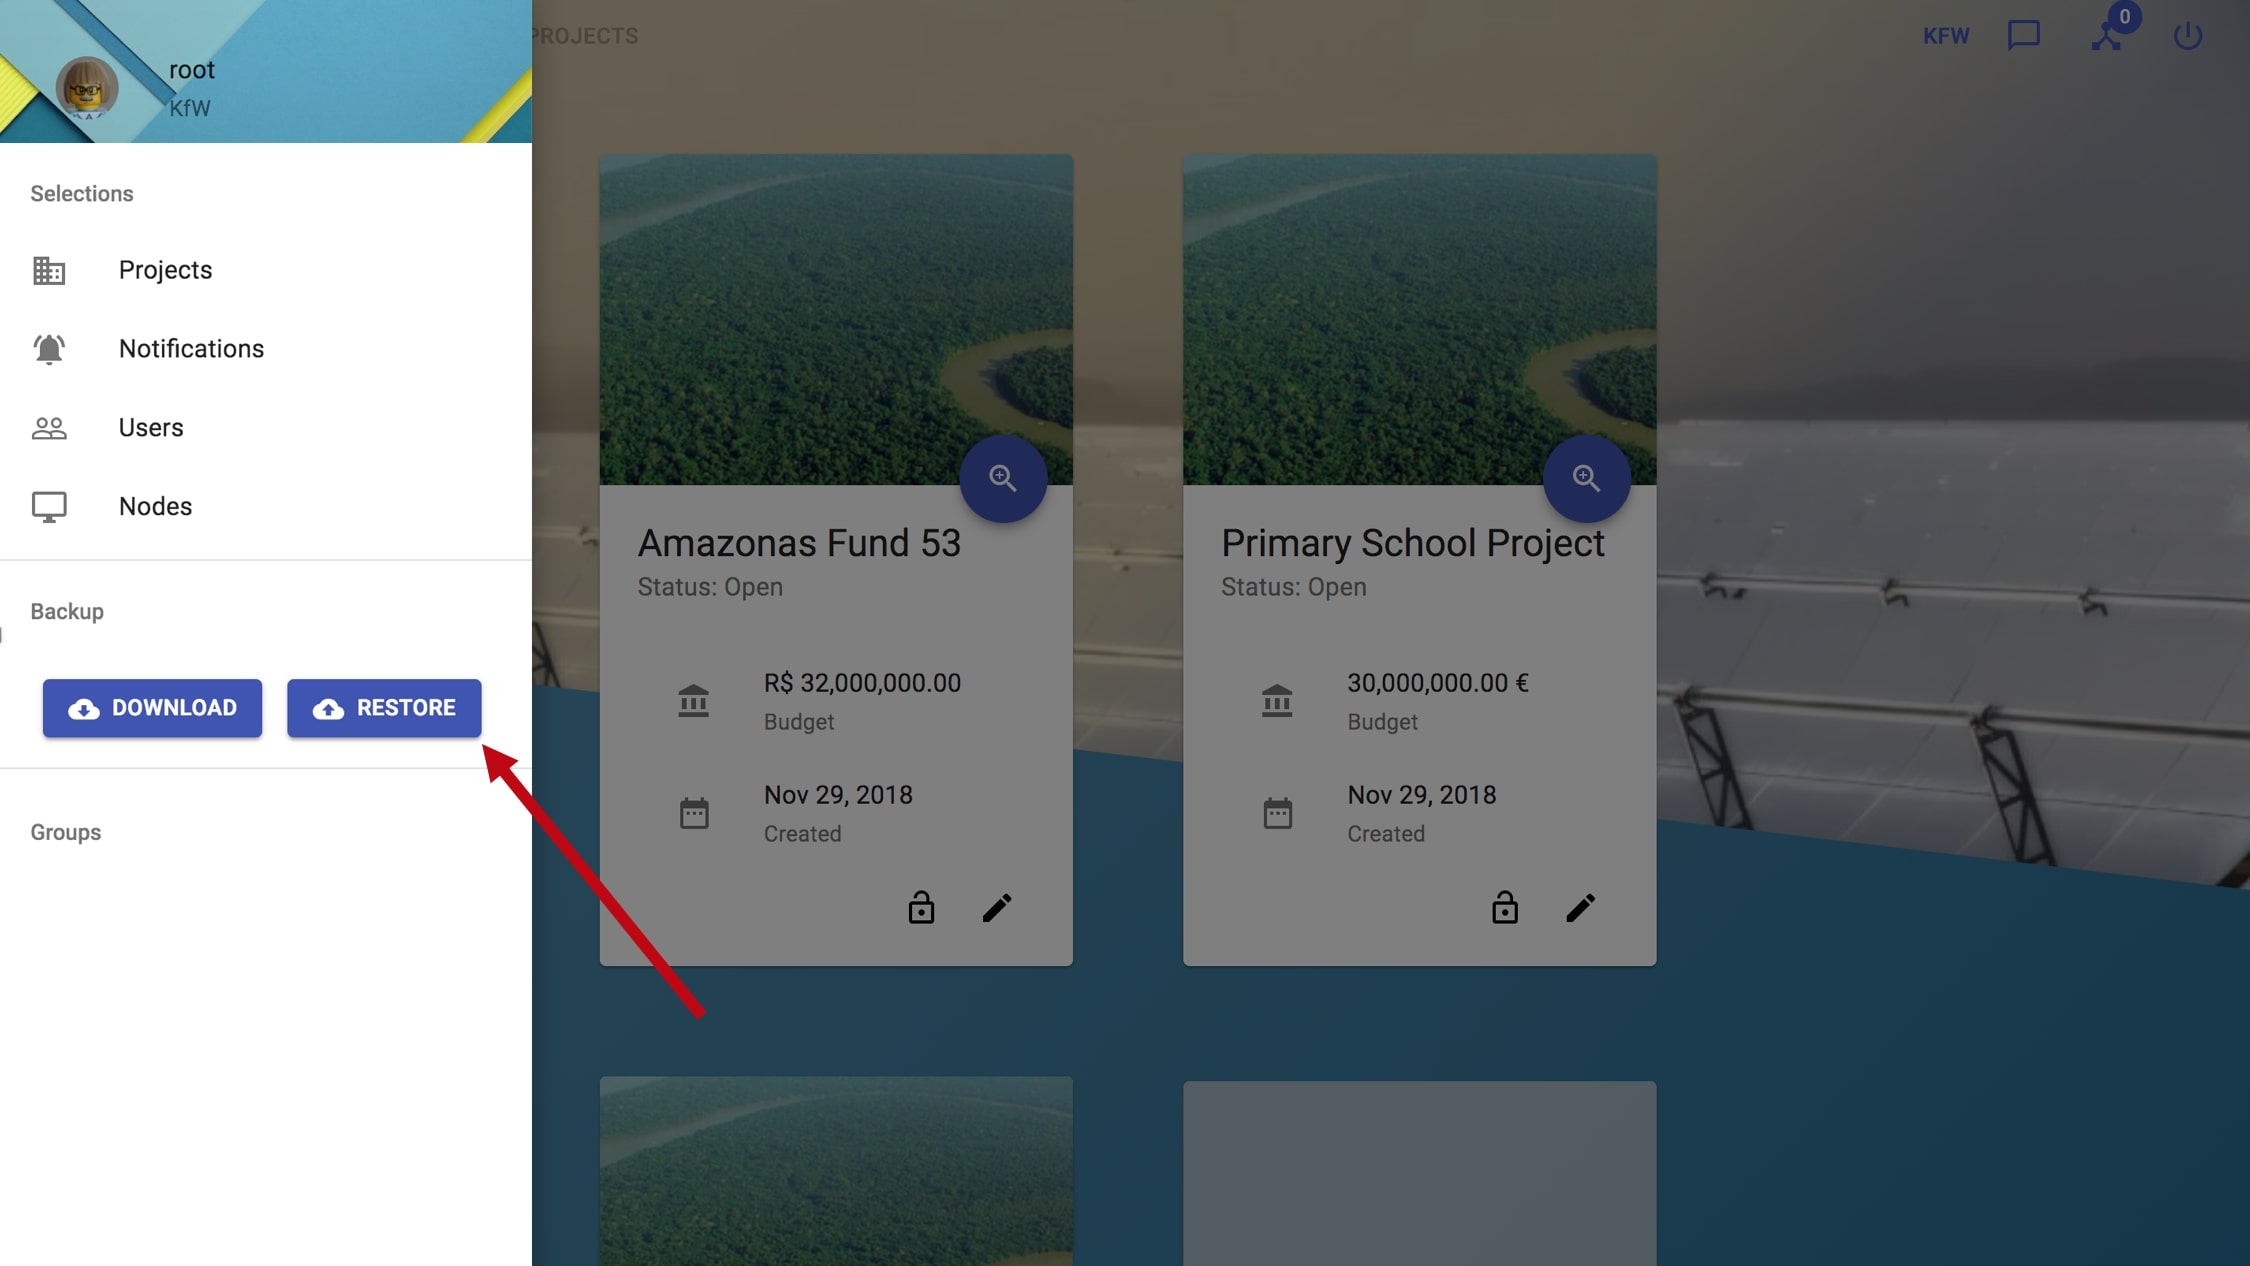 root
KfW
Selections
Projects
Notifications
Users
Nodes
Backup
DOWNLOAD
RESTORE
Groups
PROJECTS
KFW
0
Amazonas Fund 53
Status: Open
R$ 32,000,000.00
Budget
Nov 29, 2018
Created
Primary School Project
Status: Open
30,000,000.00 €
Budget
Nov 29, 2018
Created